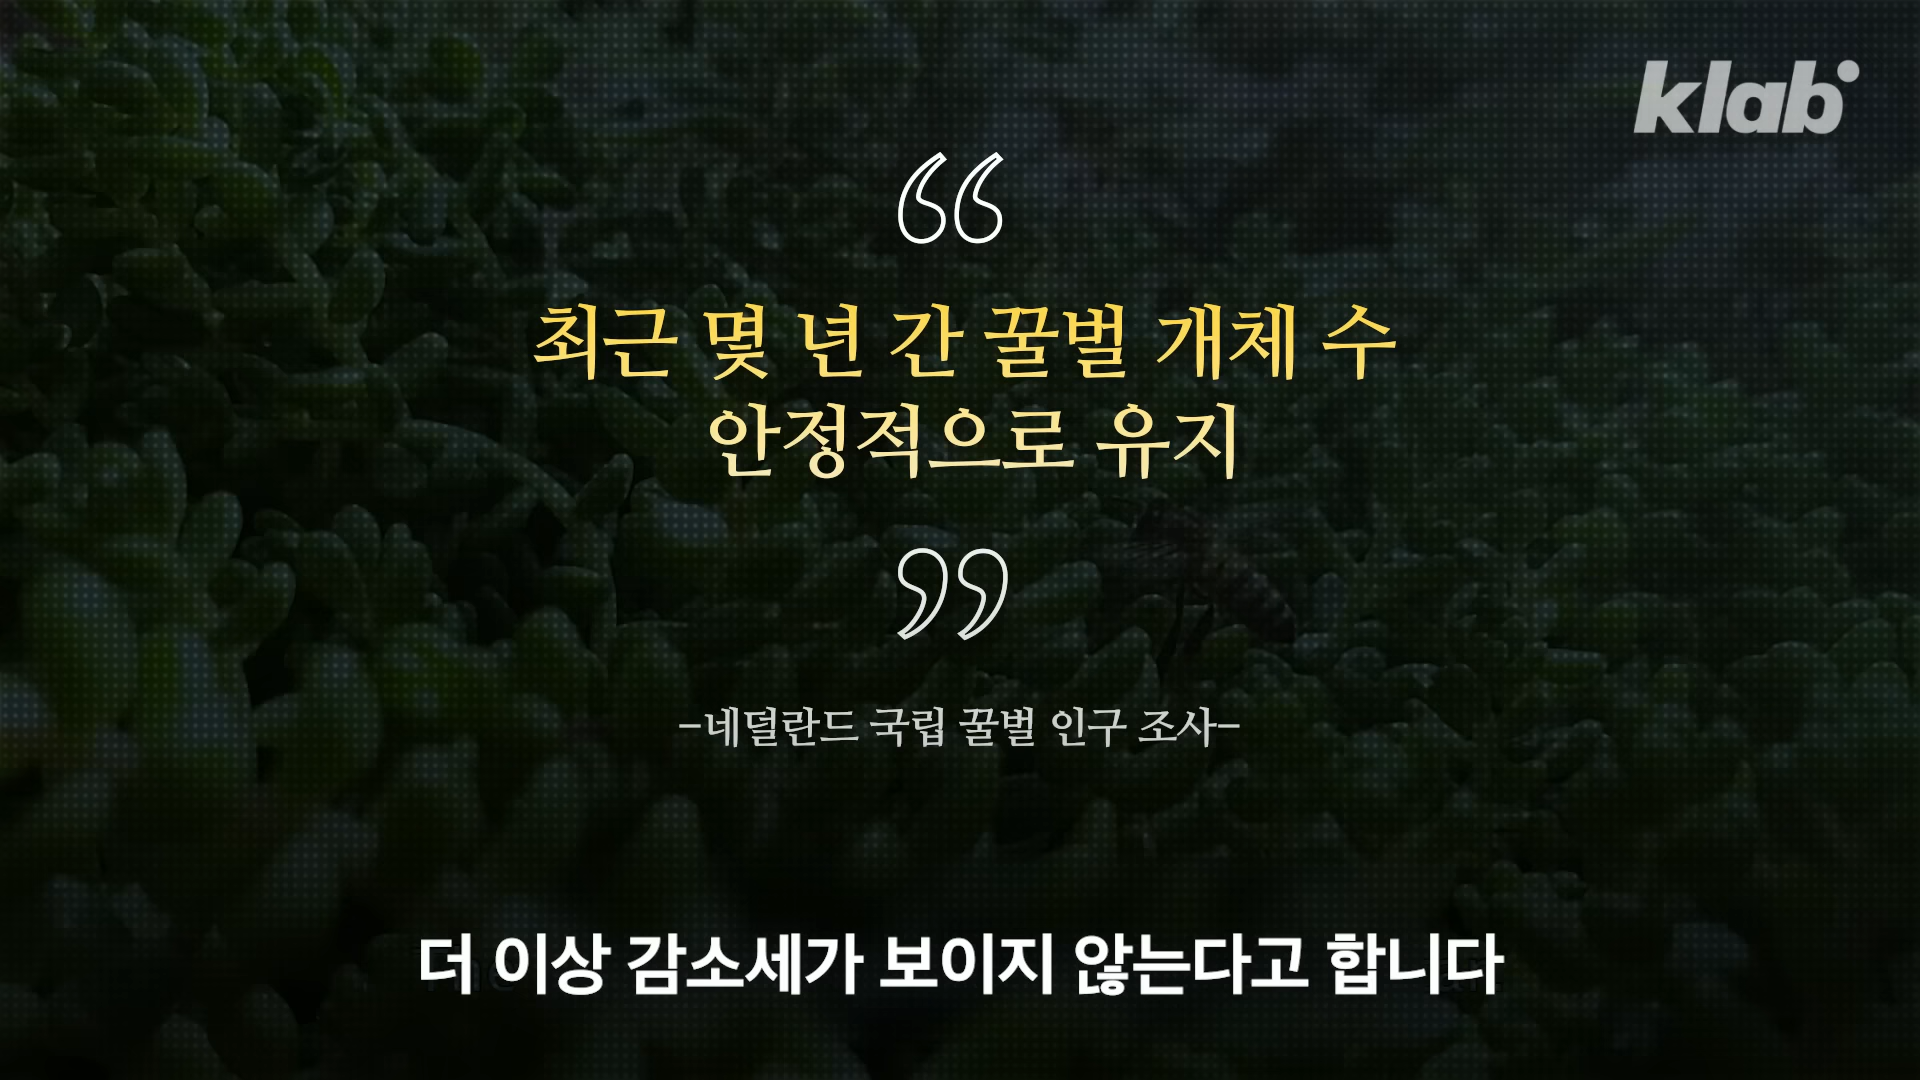 klab
“
최근 몇 년 간 꿀벌 개체 수
안정적으로 유지
”
–네덜란드 국립 꿀벌 인구 조사–
더 이상 감소세가 보이지 않는다고 합니다